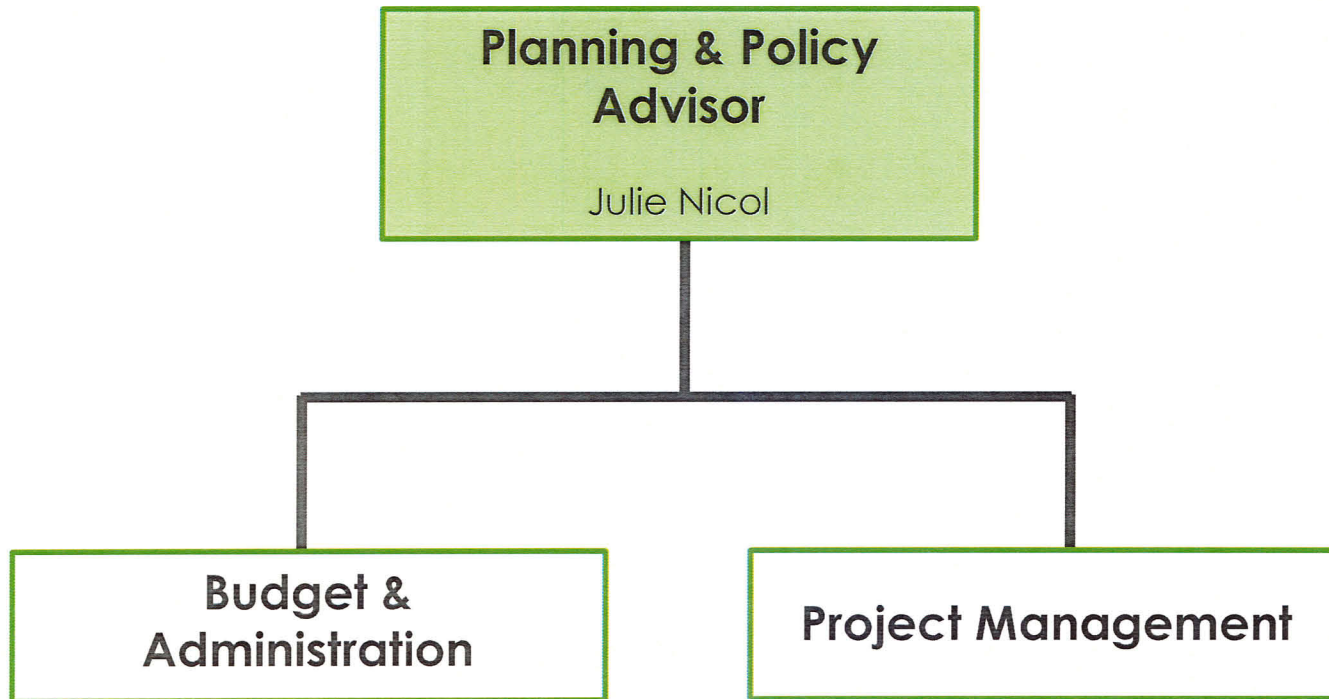 Planning & Policy
Advisor
Julie Nicol
Budget &
Administration
Project Management